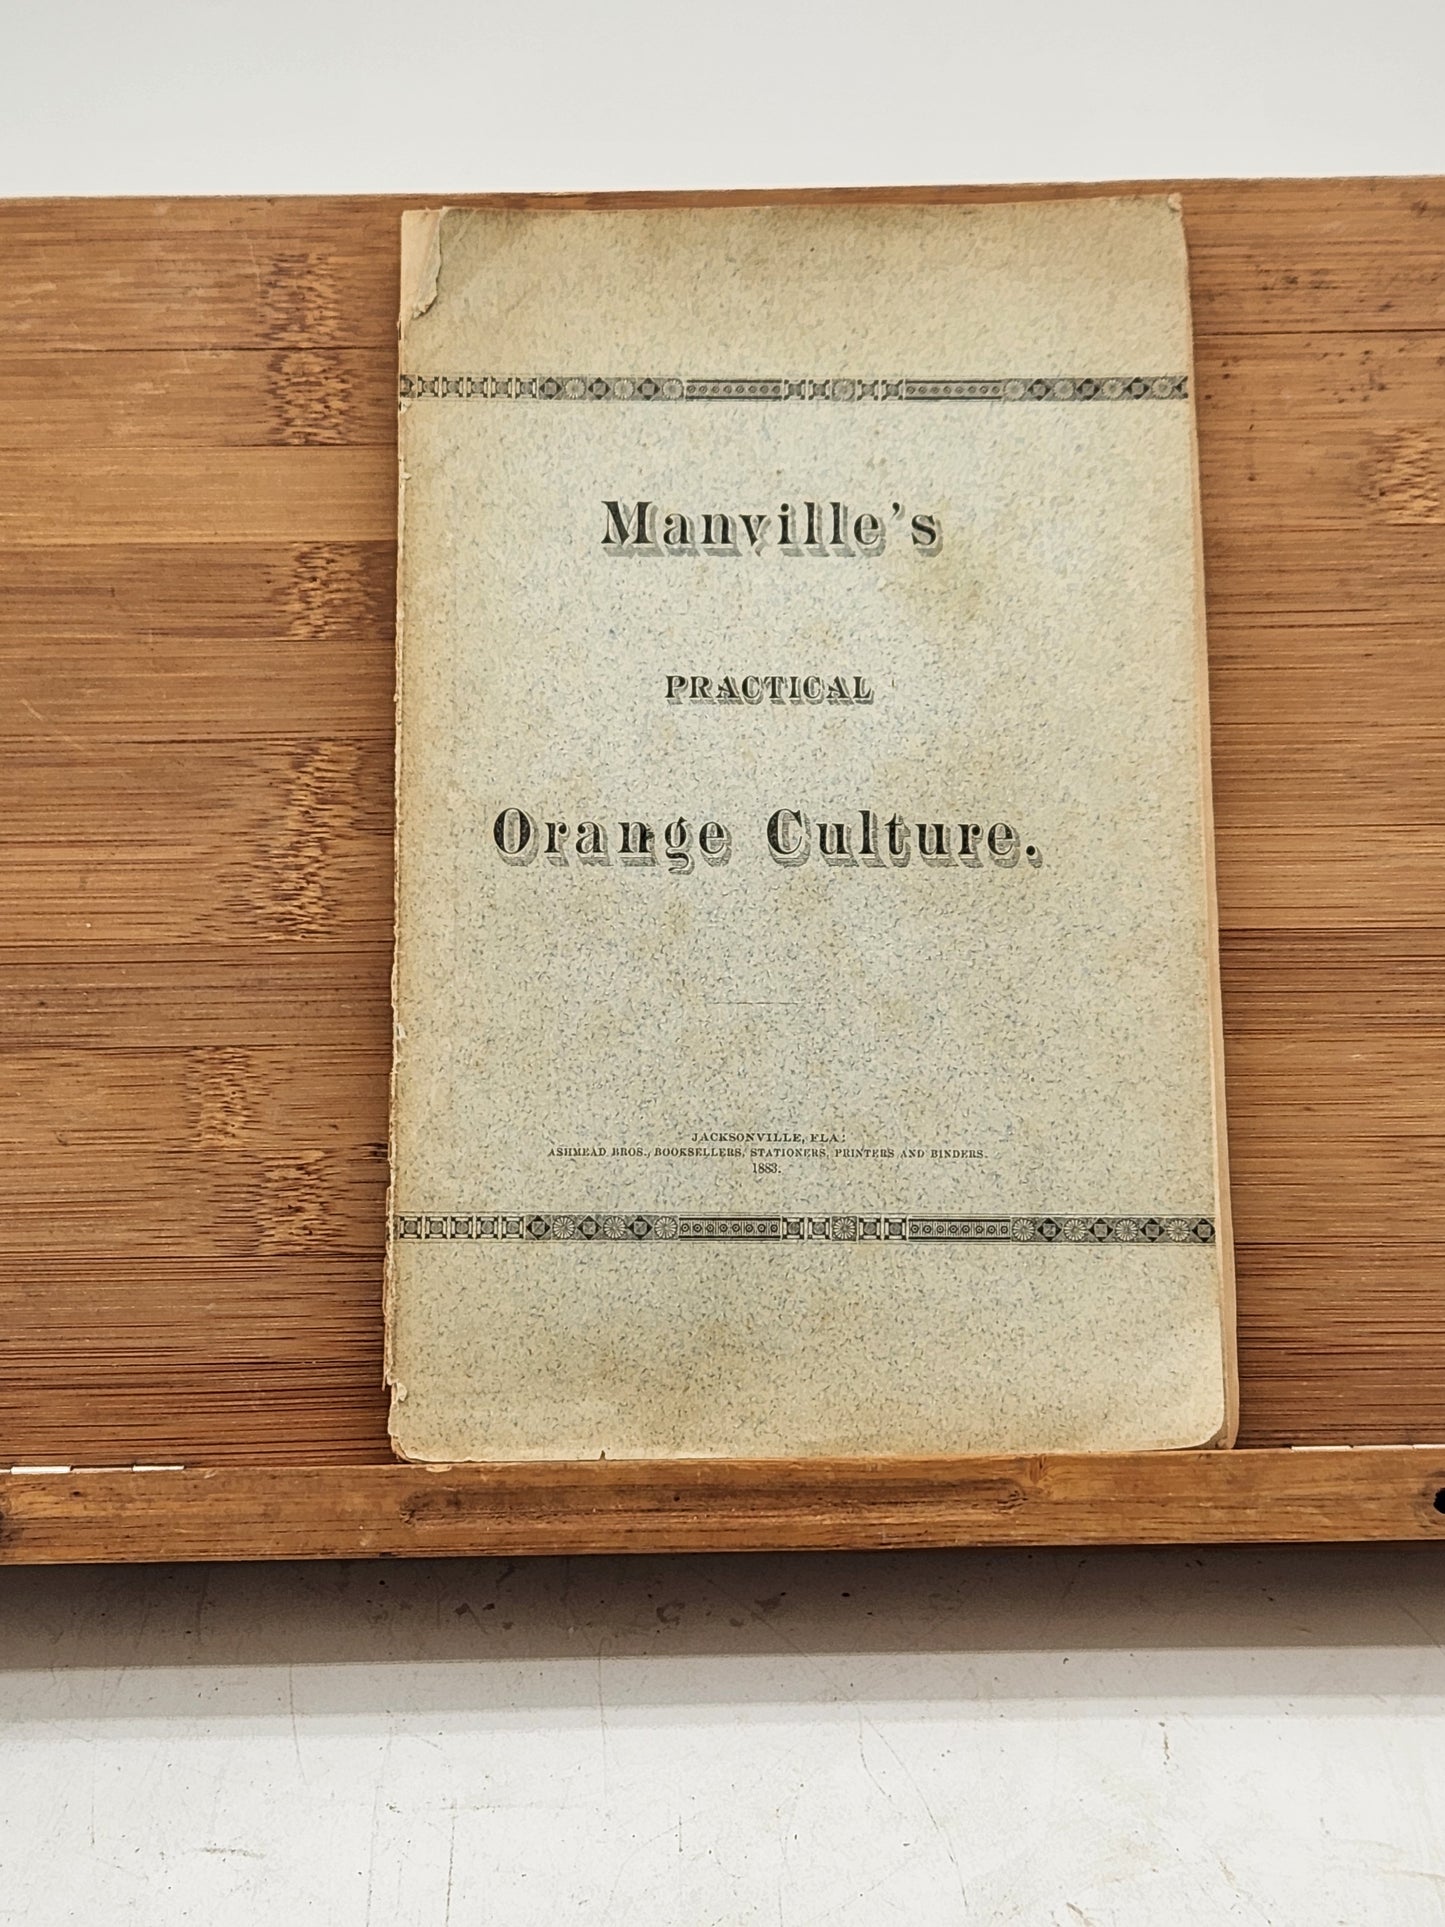 Manville's
PRACTICAL
Orange Culture.
JACKSONVILLE, FLA:
ASHMEAD BROS., BOOKSELLERS, STATIONERS, PRINTERS AND BINDERS.
1883.